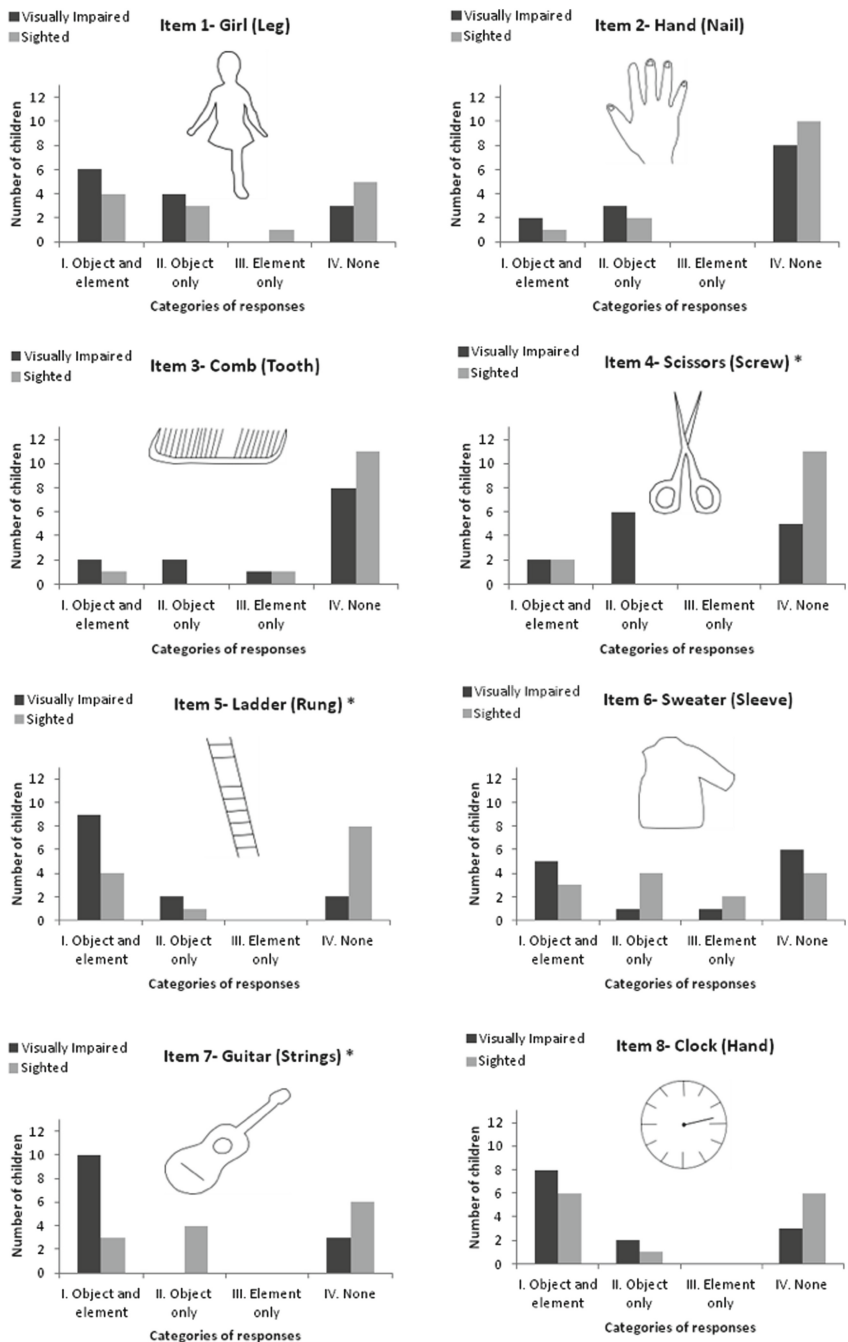 Visually Impaired
Sighted
Item 1- Girl (Leg)
Number of children
12
10
8
6
4
2
0
I. Object and element
II. Object only
III. Element only
IV. None
Categories of responses
Visually Impaired
Sighted
Item 2- Hand (Nail)
Number of children
12
10
8
6
4
2
0
I. Object and element
II. Object only
III. Element only
IV. None
Categories of responses
Visually Impaired
Sighted
Item 3- Comb (Tooth)
Number of children
12
10
8
6
4
2
0
I. Object and element
II. Object only
III. Element only
IV. None
Categories of responses
Visually Impaired
Sighted
Item 4- Scissors (Screw) *
Number of children
12
10
8
6
4
2
0
I. Object and element
II. Object only
III. Element only
IV. None
Categories of responses
Visually Impaired
Sighted
Item 5- Ladder (Rung) *
Number of children
12
10
8
6
4
2
0
I. Object and element
II. Object only
III. Element only
IV. None
Categories of responses
Visually Impaired
Sighted
Item 6- Sweater (Sleeve)
Number of children
12
10
8
6
4
2
0
I. Object and element
II. Object only
III. Element only
IV. None
Categories of responses
Visually Impaired
Sighted
Item 7- Guitar (Strings) *
Number of children
12
10
8
6
4
2
0
I. Object and element
II. Object only
III. Element only
IV. None
Categories of responses
Visually Impaired
Sighted
Item 8- Clock (Hand)
Number of children
12
10
8
6
4
2
0
I. Object and element
II. Object only
III. Element only
IV. None
Categories of responses